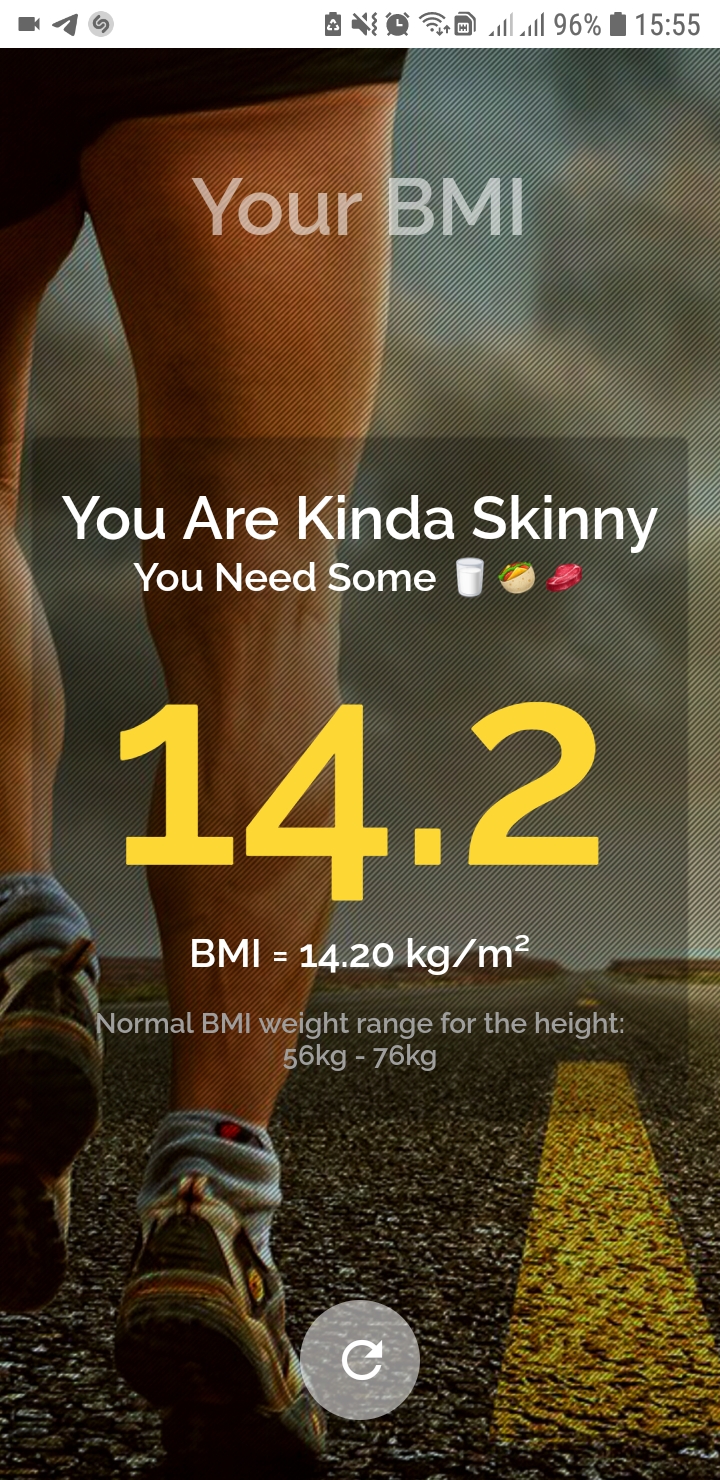 96% 15:55
Your BMI
You Are Kinda Skinny
You Need Some 🥛 🥙 🥩
14.2
BMI = 14.20 kg/m²
Normal BMI weight range for the height:
56kg - 76kg